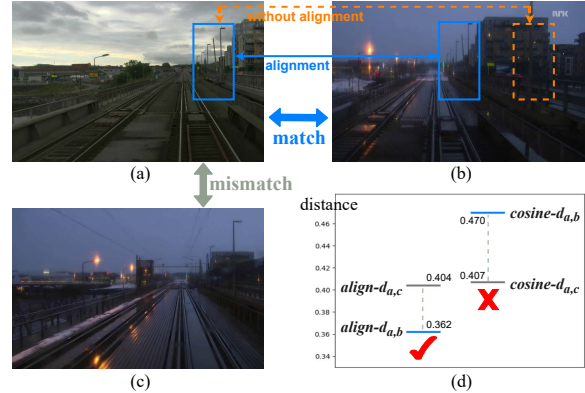 without alignment
NRK
alignment
match
(a)
(b)
mismatch
distance
0.46
0.44
0.42
0.40
0.38
0.36
0.34
0.470
cosine-d_{a,b}
align-d_{a,c}
0.404
0.407
cosine-d_{a,c}
align-d_{a,b}
0.362
(c)
(d)